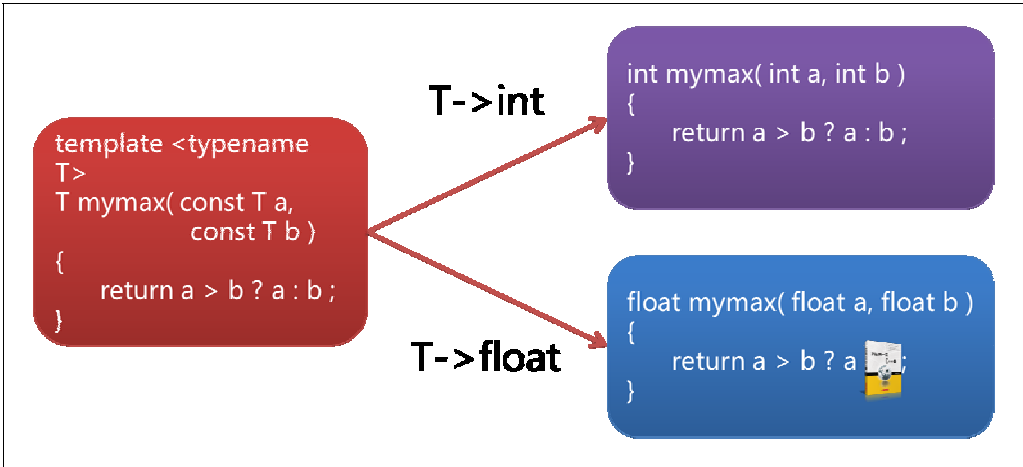 template <typename
T>
T mymax( const T a,
const T b )
{
return a > b ? a : b ;
}
T->int
int mymax( int a, int b )
{
return a > b ? a : b ;
}
T->float
float mymax( float a, float b )
{
return a > b ? a ;
}